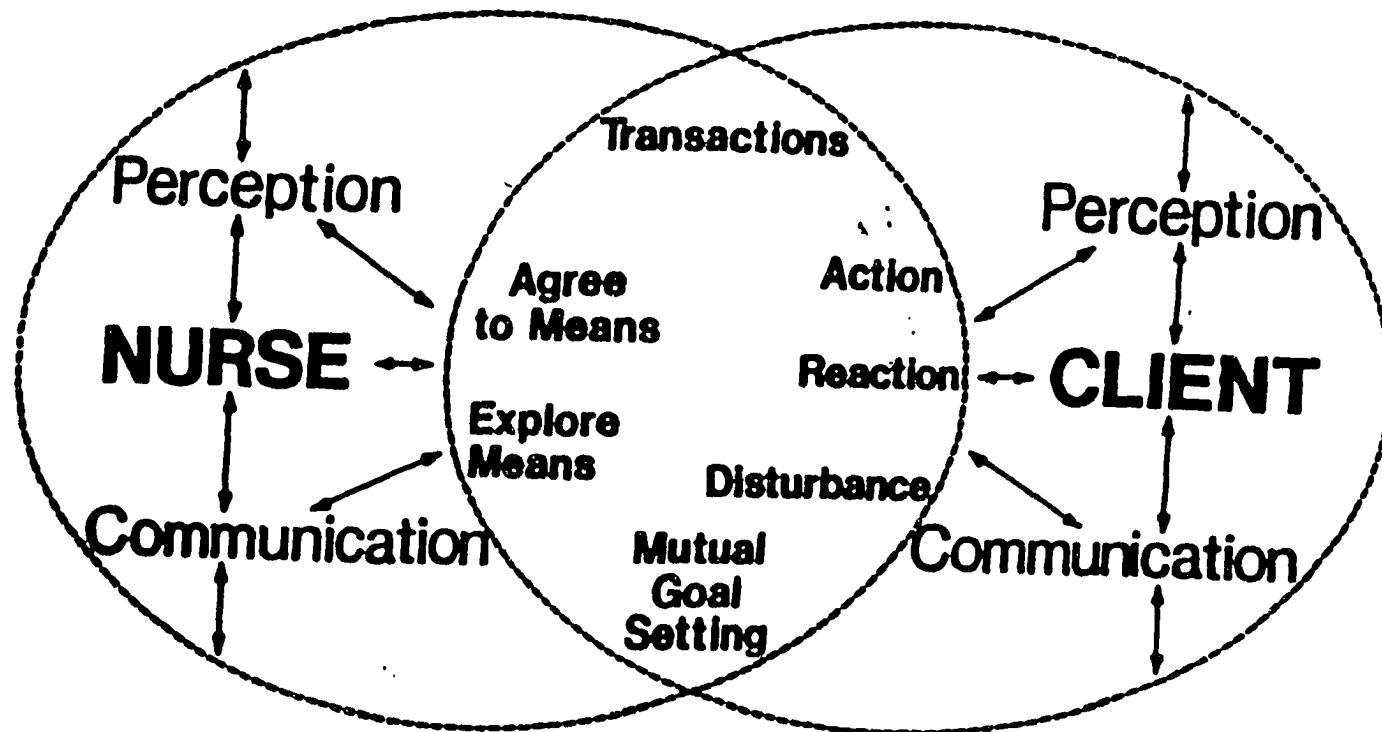 Transactions
Perception
Perception
Agree
to Means
Action
NURSE
Reaction
CLIENT
Explore
Means
Disturbance
Communication
Communication
Mutual
Goal
Setting